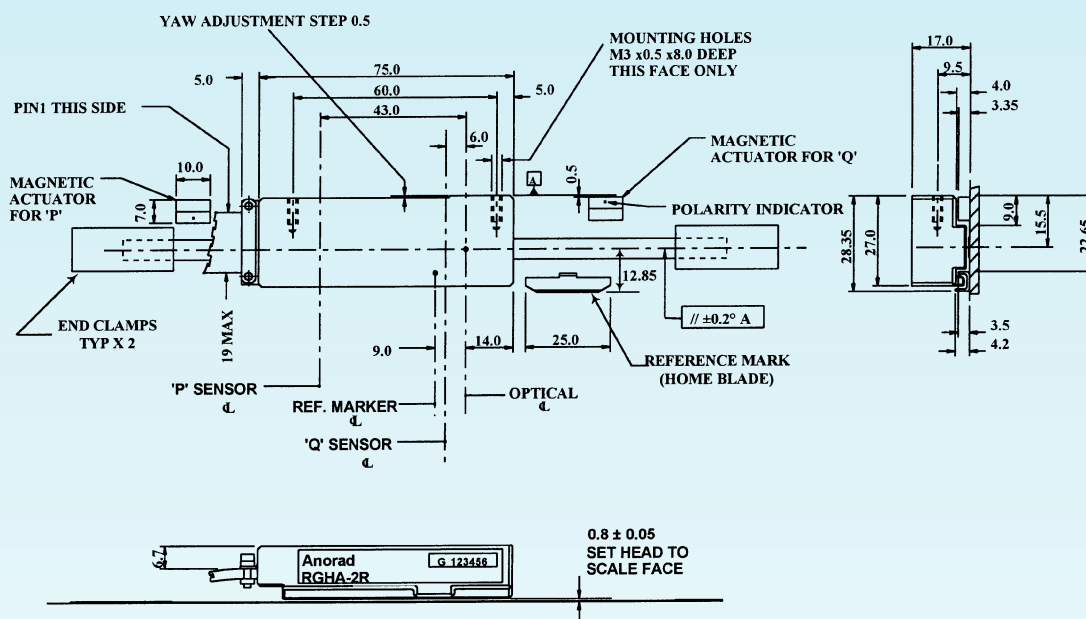 YAW ADJUSTMENT STEP 0.5
MOUNTING HOLES
M3 x0.5 x8.0 DEEP
THIS FACE ONLY
17.0
9.5
4.0
3.35
5.0
75.0
60.0
5.0
43.0
6.0
PIN1 THIS SIDE
MAGNETIC
ACTUATOR FOR 'Q'
10.0
0.5
A
MAGNETIC
ACTUATOR
FOR 'P'
7.0
POLARITY INDICATOR
28.35
27.0
9.0
15.5
22.65
12.85
// ±0.2° A
END CLAMPS
TYP X 2
19 MAX
9.0
14.0
25.0
3.5
4.2
REFERENCE MARK
(HOME BLADE)
'P' SENSOR
OPTICAL
REF. MARKER
'Q' SENSOR
0.8 ± 0.05
SET HEAD TO
SCALE FACE
6.7
Anorad
RGHA-2R
G 123456